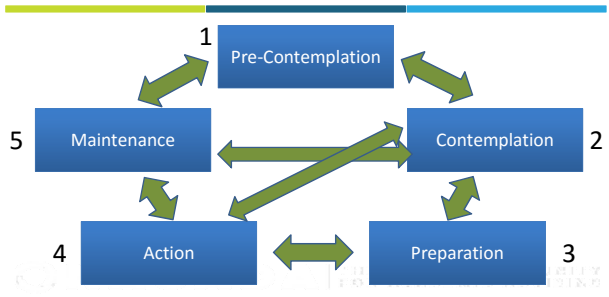 1
Pre-Contemplation
5
Maintenance
Contemplation
2
4
Action
Preparation
3